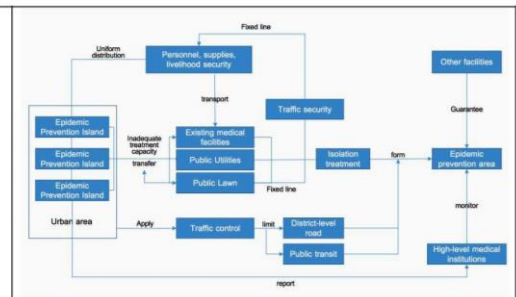 Fixed line
Uniform
distribution
Personnel, supplies,
livelihood security
Other facilities
transport
Traffic security
Guarantee
Epidemic
Prevention Island
Epidemic
Prevention Island
Epidemic
Prevention Island
Urban area
inadequate
treatment
capacity
transfer
Existing medical
facilities
Public Utilities
Public Lawn
Fixed line
Isolation
treatment
form
Epidemic
prevention area
monitor
Apply
Traffic control
limit
District-level
road
Public transit
High-level medical
institutions
report